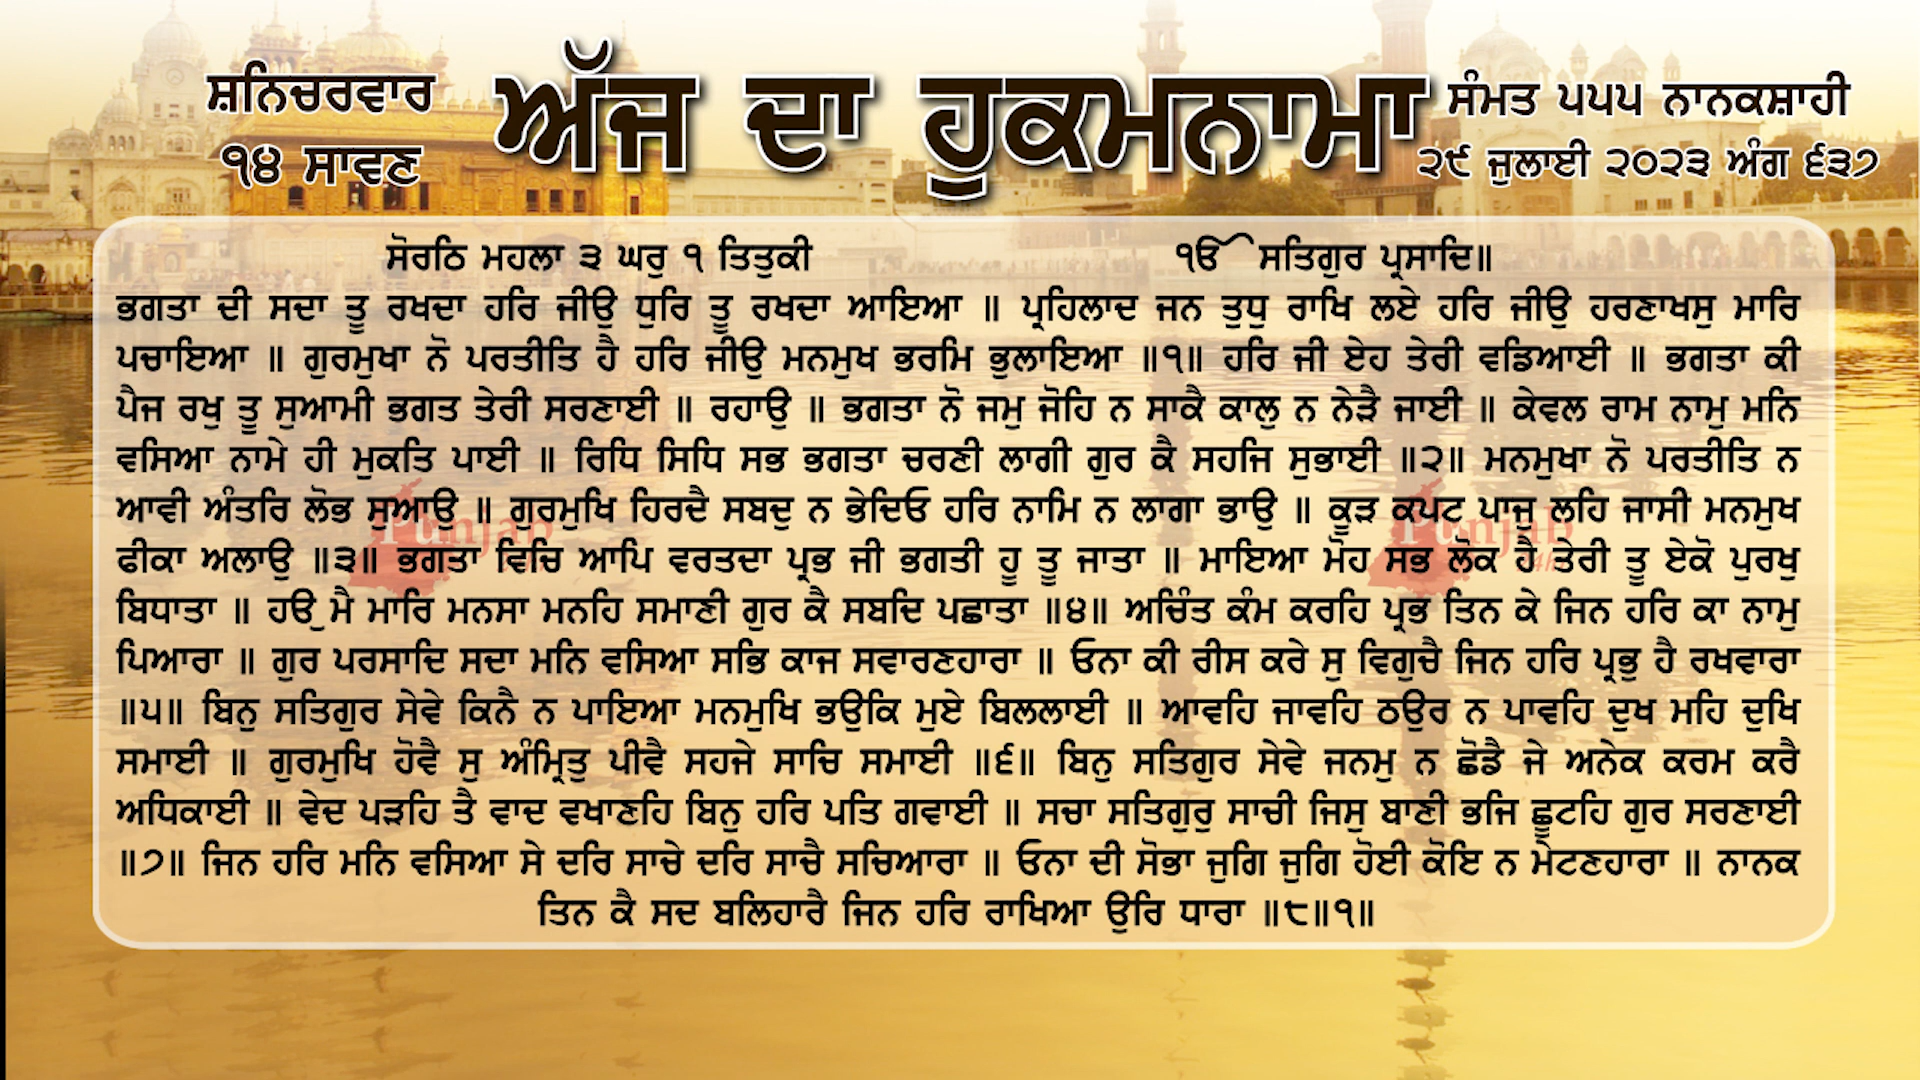 ਸ਼ਨਿਚਰਵਾਰ
੧੪ ਸਾਵਣ
ਅੱਜ ਦਾ ਹੁਕਮਨਾਮਾ
ਸੰਮਤ ੫੫੫ ਨਾਨਕਸ਼ਾਹੀ
੨੯ ਜੁਲਾਈ ੨੦੨੩ ਅੰਗ ੬੩੭
ਸੋਰਠਿ ਮਹਲਾ ੩ ਘਰੁ ੧ ਤਿਤੁਕੀ ੴ ਸਤਿਗੁਰ ਪ੍ਰਸਾਦਿ॥
ਭਗਤਾ ਦੀ ਸਦਾ ਤੂ ਰਖਦਾ ਹਰਿ ਜੀਉ ਧੁਰਿ ਤੂ ਰਖਦਾ ਆਇਆ ॥ ਪ੍ਰਹਿਲਾਦ ਜਨ ਤੁਧੁ ਰਾਖਿ ਲਏ ਹਰਿ ਜੀਉ ਹਰਣਾਖਸੁ ਮਾਰਿ
ਪਚਾਇਆ ॥ ਗੁਰਮੁਖਾ ਨੋ ਪਰਤੀਤਿ ਹੈ ਹਰਿ ਜੀਉ ਮਨਮੁਖ ਭਰਮਿ ਭੁਲਾਇਆ ॥੧॥ ਹਰਿ ਜੀ ਏਹ ਤੇਰੀ ਵਡਿਆਈ ॥ ਭਗਤਾ ਕੀ
ਪੈਜ ਰਖੁ ਤੂ ਸੁਆਮੀ ਭਗਤ ਤੇਰੀ ਸਰਣਾਈ ॥ ਰਹਾਉ ॥ ਭਗਤਾ ਨੋ ਜਮੁ ਜੋਹਿ ਨ ਸਾਕੈ ਕਾਲੁ ਨ ਨੇੜੈ ਜਾਈ ॥ ਕੇਵਲ ਰਾਮ ਨਾਮੁ ਮਨਿ
ਵਸਿਆ ਨਾਮੇ ਹੀ ਮੁਕਤਿ ਪਾਈ ॥ ਰਿਧਿ ਸਿਧਿ ਸਭ ਭਗਤਾ ਚਰਣੀ ਲਾਗੀ ਗੁਰ ਕੈ ਸਹਜਿ ਸੁਭਾਈ ॥੨॥ ਮਨਮੁਖਾ ਨੋ ਪਰਤੀਤਿ ਨ
ਆਵੀ ਅੰਤਰਿ ਲੋਭ ਸੁਆਉ ॥ ਗੁਰਮੁਖਿ ਹਿਰਦੈ ਸਬਦੁ ਨ ਭੇਦਿਓ ਹਰਿ ਨਾਮਿ ਨ ਲਾਗਾ ਭਾਉ ॥ ਕੂੜ ਕਪਟ ਪਾਜੁ ਲਹਿ ਜਾਸੀ ਮਨਮੁਖ
ਫੀਕਾ ਅਲਾਉ ॥੩॥ ਭਗਤਾ ਵਿਚਿ ਆਪਿ ਵਰਤਦਾ ਪ੍ਰਭ ਜੀ ਭਗਤੀ ਹੂ ਤੂ ਜਾਤਾ ॥ ਮਾਇਆ ਮੋਹ ਸਭ ਲੋਕ ਹੈ ਤੇਰੀ ਤੂ ਏਕੋ ਪੁਰਖੁ
ਬਿਧਾਤਾ ॥ ਹਉ ਮੈ ਮਾਰਿ ਮਨਸਾ ਮਨਹਿ ਸਮਾਣੀ ਗੁਰ ਕੈ ਸਬਦਿ ਪਛਾਤਾ ॥੪॥ ਅਚਿੰਤ ਕੰਮ ਕਰਹਿ ਪ੍ਰਭ ਤਿਨ ਕੇ ਜਿਨ ਹਰਿ ਕਾ ਨਾਮੁ
ਪਿਆਰਾ ॥ ਗੁਰ ਪਰਸਾਦਿ ਸਦਾ ਮਨਿ ਵਸਿਆ ਸਭਿ ਕਾਜ ਸਵਾਰਣਹਾਰਾ ॥ ਓਨਾ ਕੀ ਰੀਸ ਕਰੇ ਸੁ ਵਿਗੁਚੈ ਜਿਨ ਹਰਿ ਪ੍ਰਭੁ ਹੈ ਰਖਵਾਰਾ
॥੫॥ ਬਿਨੁ ਸਤਿਗੁਰ ਸੇਵੇ ਕਿਨੈ ਨ ਪਾਇਆ ਮਨਮੁਖਿ ਭਉਕਿ ਮੁਏ ਬਿਲਲਾਈ ॥ ਆਵਹਿ ਜਾਵਹਿ ਠਉਰ ਨ ਪਾਵਹਿ ਦੁਖ ਮਹਿ ਦੁਖਿ
ਸਮਾਈ ॥ ਗੁਰਮੁਖਿ ਹੋਵੈ ਸੁ ਅੰਮ੍ਰਿਤੁ ਪੀਵੈ ਸਹਜੇ ਸਾਚਿ ਸਮਾਈ ॥੬॥ ਬਿਨੁ ਸਤਿਗੁਰ ਸੇਵੇ ਜਨਮੁ ਨ ਛੋਡੈ ਜੇ ਅਨੇਕ ਕਰਮ ਕਰੈ
ਅਧਿਕਾਈ ॥ ਵੇਦ ਪੜਹਿ ਤੈ ਵਾਦ ਵਖਾਣਹਿ ਬਿਨੁ ਹਰਿ ਪਤਿ ਗਵਾਈ ॥ ਸਚਾ ਸਤਿਗੁਰੁ ਸਾਚੀ ਜਿਸੁ ਬਾਣੀ ਭਜਿ ਛੂਟਹਿ ਗੁਰ ਸਰਣਾਈ
॥੭॥ ਜਿਨ ਹਰਿ ਮਨਿ ਵਸਿਆ ਸੇ ਦਰਿ ਸਾਚੇ ਦਰਿ ਸਾਚੈ ਸਚਿਆਰਾ ॥ ਓਨਾ ਦੀ ਸੋਭਾ ਜੁਗਿ ਜੁਗਿ ਹੋਈ ਕੋਇ ਨ ਮੇਟਣਹਾਰਾ ॥ ਨਾਨਕ
ਤਿਨ ਕੈ ਸਦ ਬਲਿਹਾਰੈ ਜਿਨ ਹਰਿ ਰਾਖਿਆ ਉਰਿ ਧਾਰਾ ॥੮॥੧॥
Punjab
Punjab